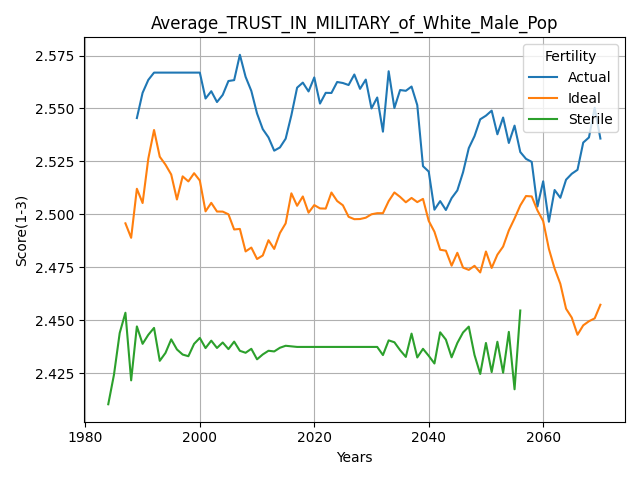 Average_TRUST_IN_MILITARY_of_White_Male_Pop
Fertility
Actual
Ideal
Sterile
Score(1-3)
2.575
2.550
2.525
2.500
2.475
2.450
2.425
1980
2000
2020
2040
2060
Years